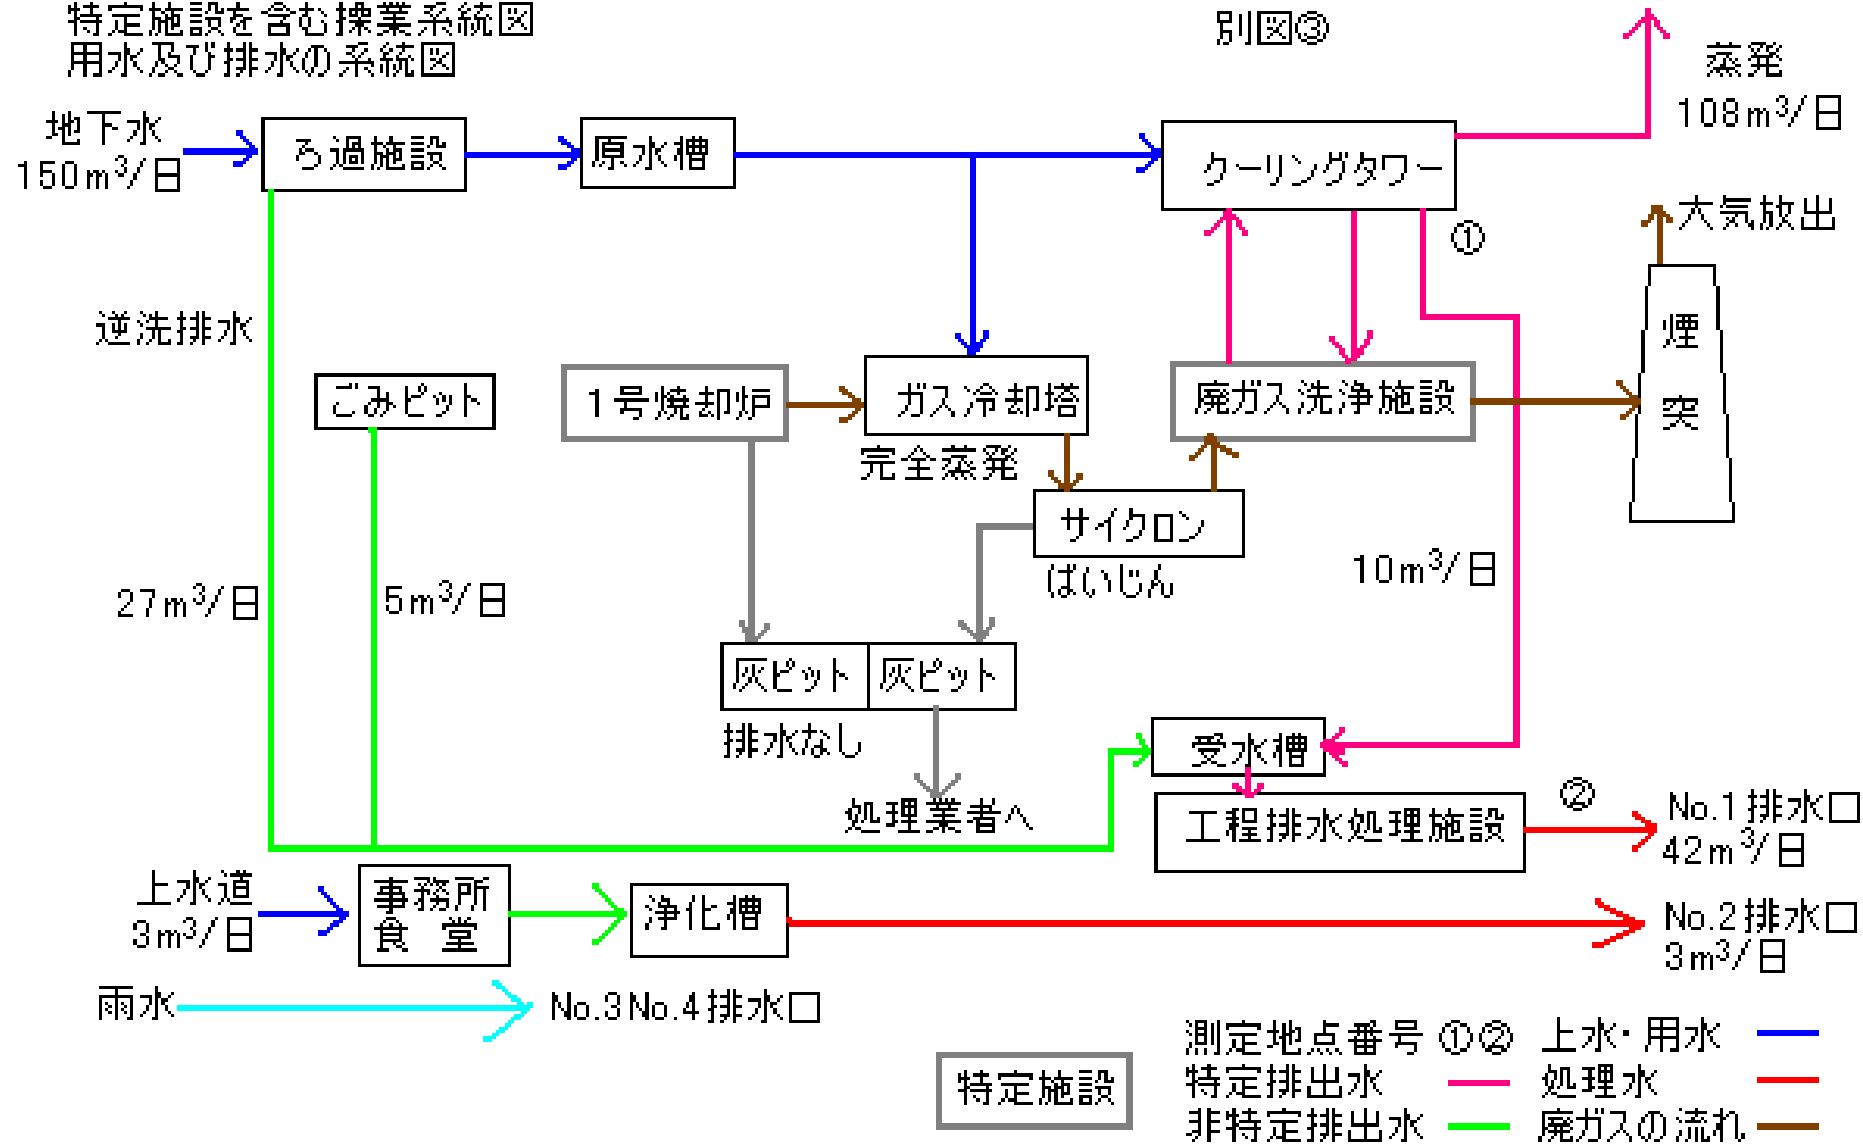 特定施設を含む操業系統図
用水及び排水の系統図
別図③
蒸発
108m³/日
地下水
150m³/日
ろ過施設
原水槽
クーリングタワー
①
大気放出
煙突
逆洗排水
ごみピット
1号焼却炉
ガス冷却塔
完全蒸発
廃ガス洗浄施設
サイクロン
ばいじん
27m³/日
5m³/日
10m³/日
灰ピット
灰ピット
排水なし
処理業者へ
受水槽
工程排水処理施設
②
No.1排水口
42m³/日
上水道
3m³/日
事務所
食 堂
浄化槽
No.2排水口
3m³/日
雨水
No.3No.4排水口
特定施設
測定地点番号 ①② 上水・用水
特定排出水 処理水
非特定排出水 廃ガスの流れ